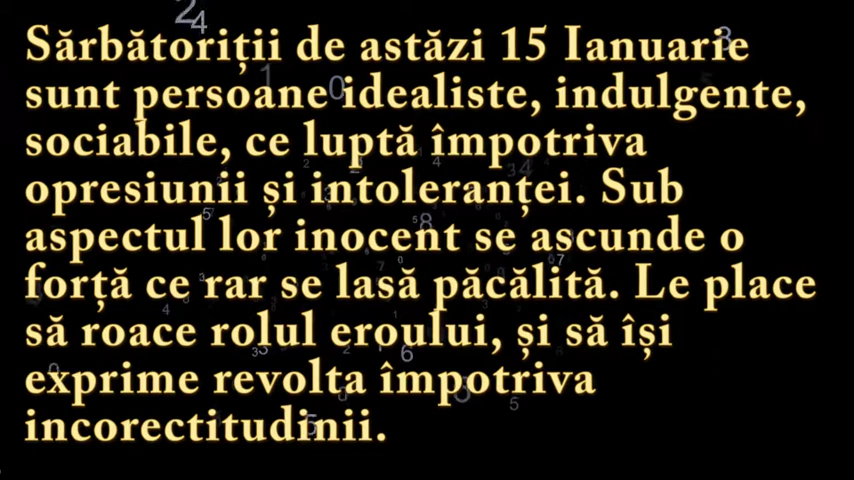 Sărbătoriții de astăzi 15 Ianuarie
sunt persoane idealiste, indulgente,
sociabile, ce luptă împotriva
opresiunii și intoleranței. Sub
aspectul lor inocent se ascunde o
forță ce rar se lasă păcălită. Le place
să roace rolul eroului, și să își
exprime revolta împotriva
incorectitudinii.